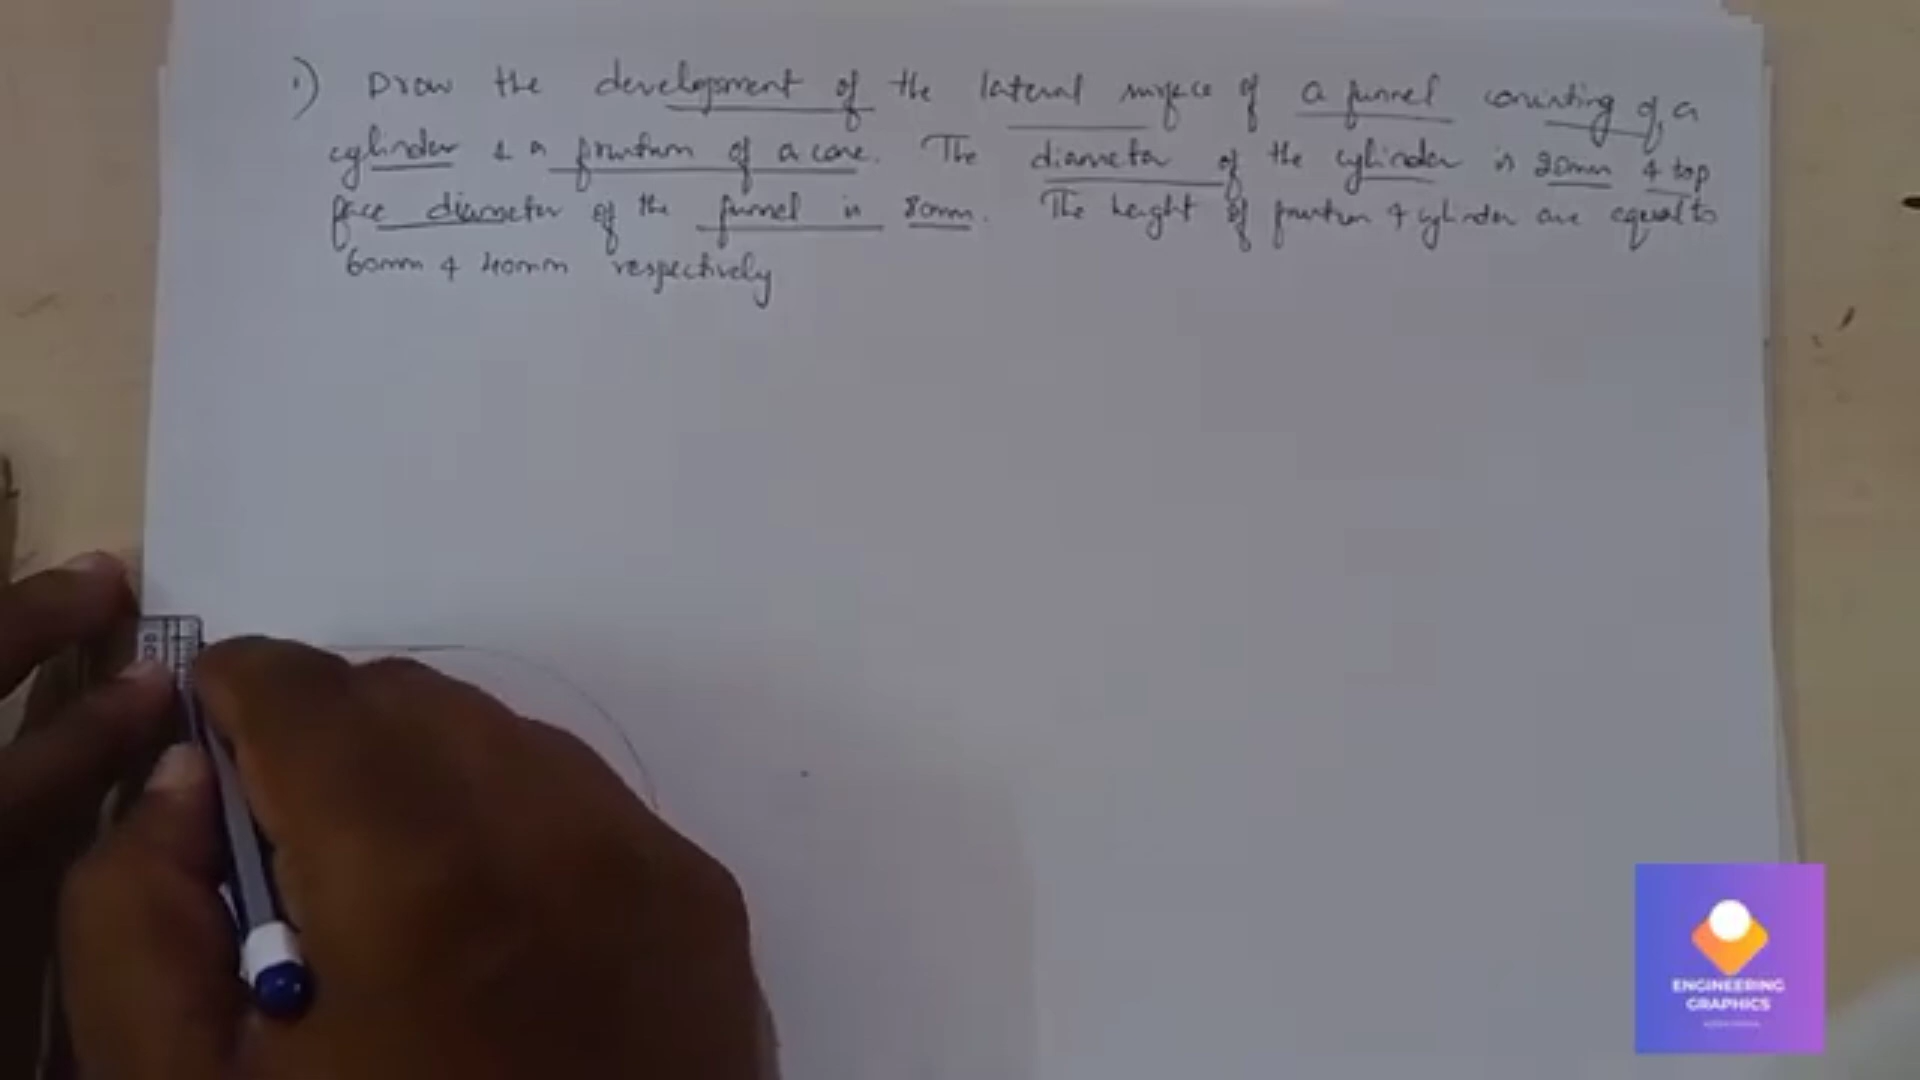 1) Draw the development of the lateral surface of a funnel consisting of a
cylinder & a frustum of a cone. The diameter of the cylinder is 20mm & top
face diameter of the funnel is 80mm. The height of frustum & cylinder are equal to
60mm & 40mm respectively
ENGINEERING
GRAPHICS